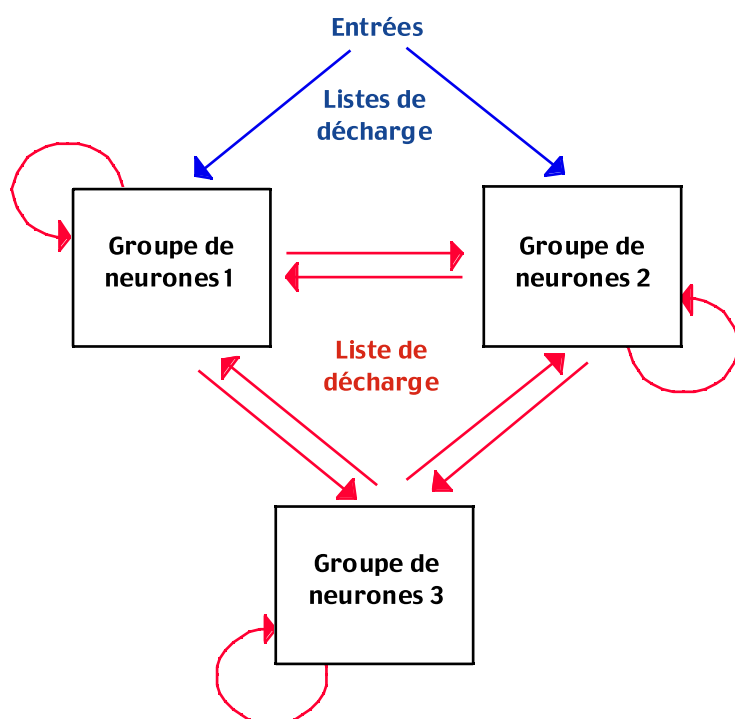 Entrées
Listes de
décharge
Groupe de
neurones 1
Groupe de
neurones 2
Liste de
décharge
Groupe de
neurones 3